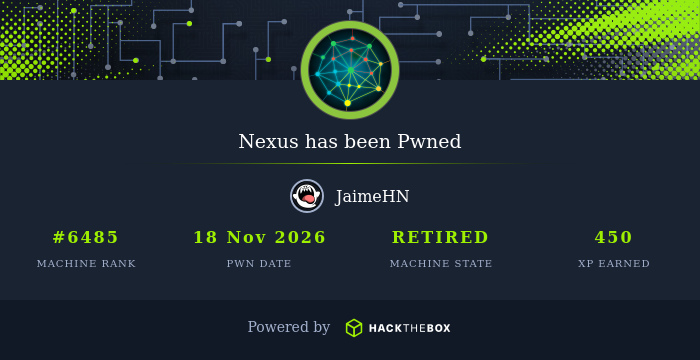 Nexus has been Pwned
JaimeHN
#6485 18 Nov 2026 RETIRED 450
MACHINE RANK PWN DATE MACHINE STATE XP EARNED
Powered by HACKTHEBOX